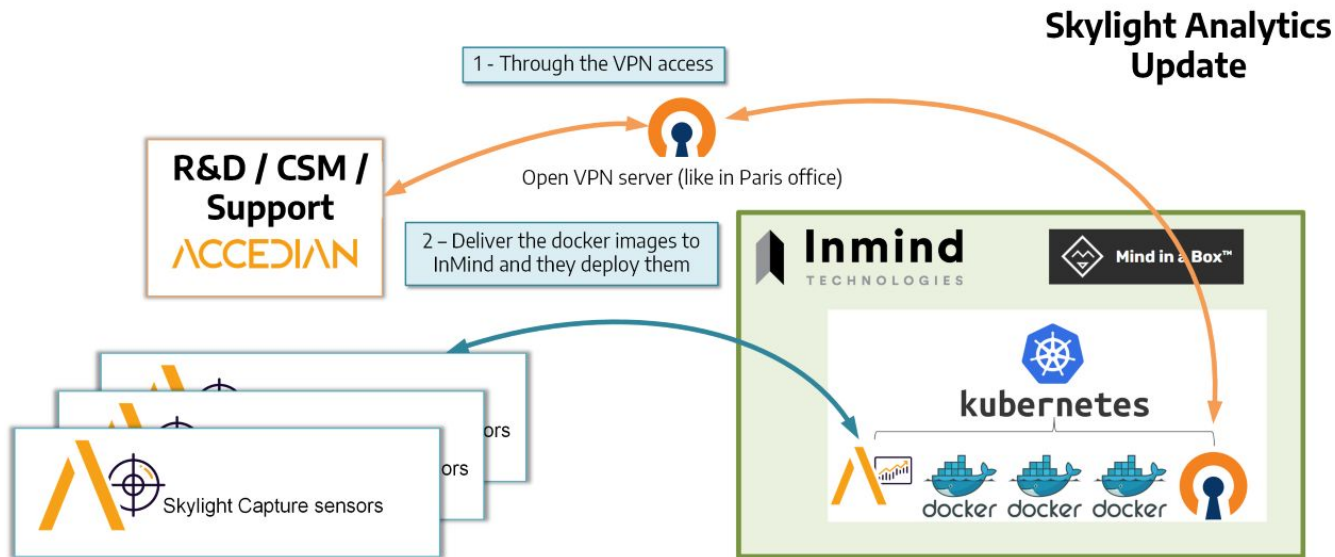 Skylight Analytics
Update
1 - Through the VPN access
R&D / CSM /
Support
ACCEDIAN
Open VPN server (like in Paris office)
2 – Deliver the docker images to
InMind and they deploy them
Inmind
TECHNOLOGIES
Mind in a Box™
kubernetes
ors
ors
Skylight Capture sensors
docker
docker
docker